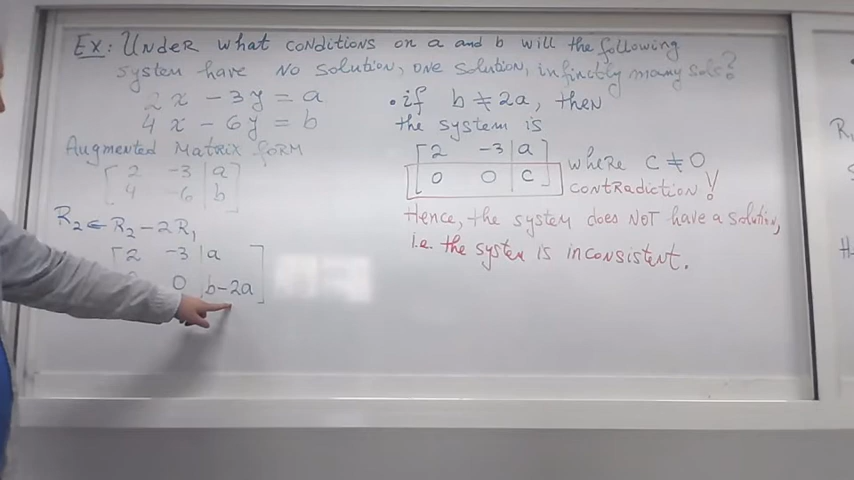 Ex: Under what conditions on a and b will the following
system have no solution, one solution, infinitely many sols?
2x - 3y = a
4x - 6y = b
Augmented Matrix form
[2 -3 | a]
[4 -6 | b]
R₂ ← R₂ - 2R₁
[2 -3 | a]
0 | b-2a]
• if b ≠ 2a, then
the system is
[2 -3 | a]
[0 0 | c]
where c ≠ 0
contradiction!
Hence, the system does NOT have a solution,
i.e. the system is inconsistent.
R
H